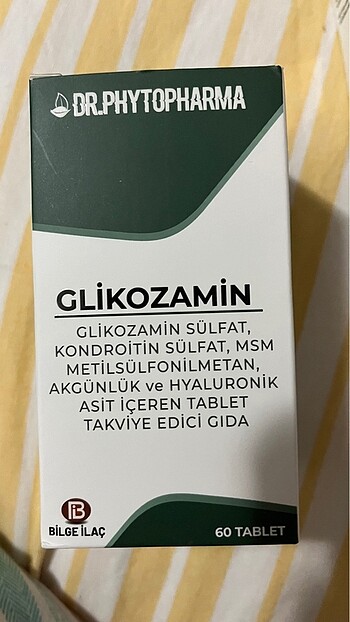 DR.PHYTOPHARMA
GLİKOZAMİN
GLİKOZAMİN SÜLFAT,
KONDROİTİN SÜLFAT, MSM
METİLSÜLFONİLMETAN,
AKGÜNLÜK ve HYALURONİK
ASİT İÇEREN TABLET
TAKVİYE EDİCİ GIDA
BİLGE İLAÇ
60 TABLET